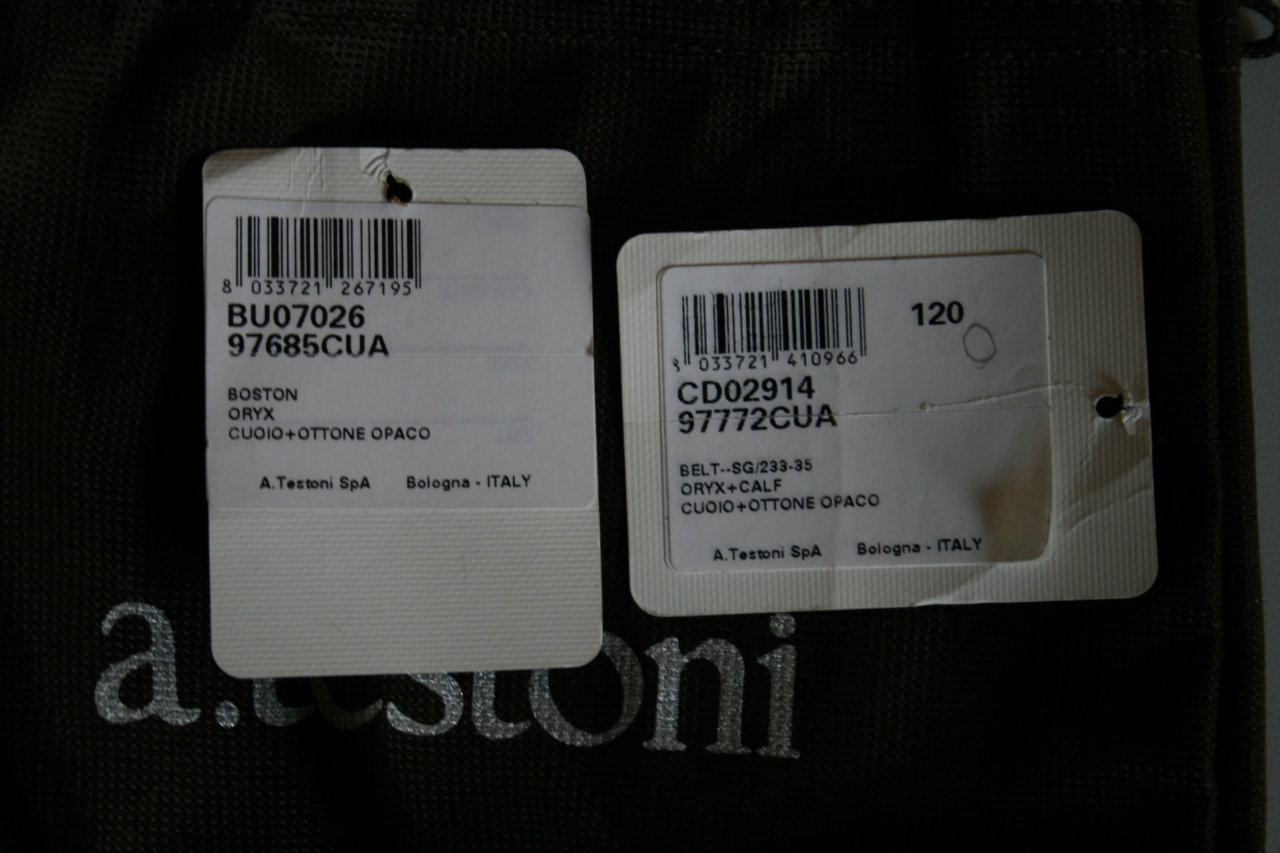 8 033721 267195
BU07026
97685CUA
BOSTON
ORYX
CUOIO+OTTONE OPACO
A.Testoni SpA Bologna - ITALY
120
8 033721 410966
CD02914
97772CUA
BELT--SG/233-35
ORYX+CALF
CUOIO+OTTONE OPACO
A.Testoni SpA Bologna - ITALY
a.testoni